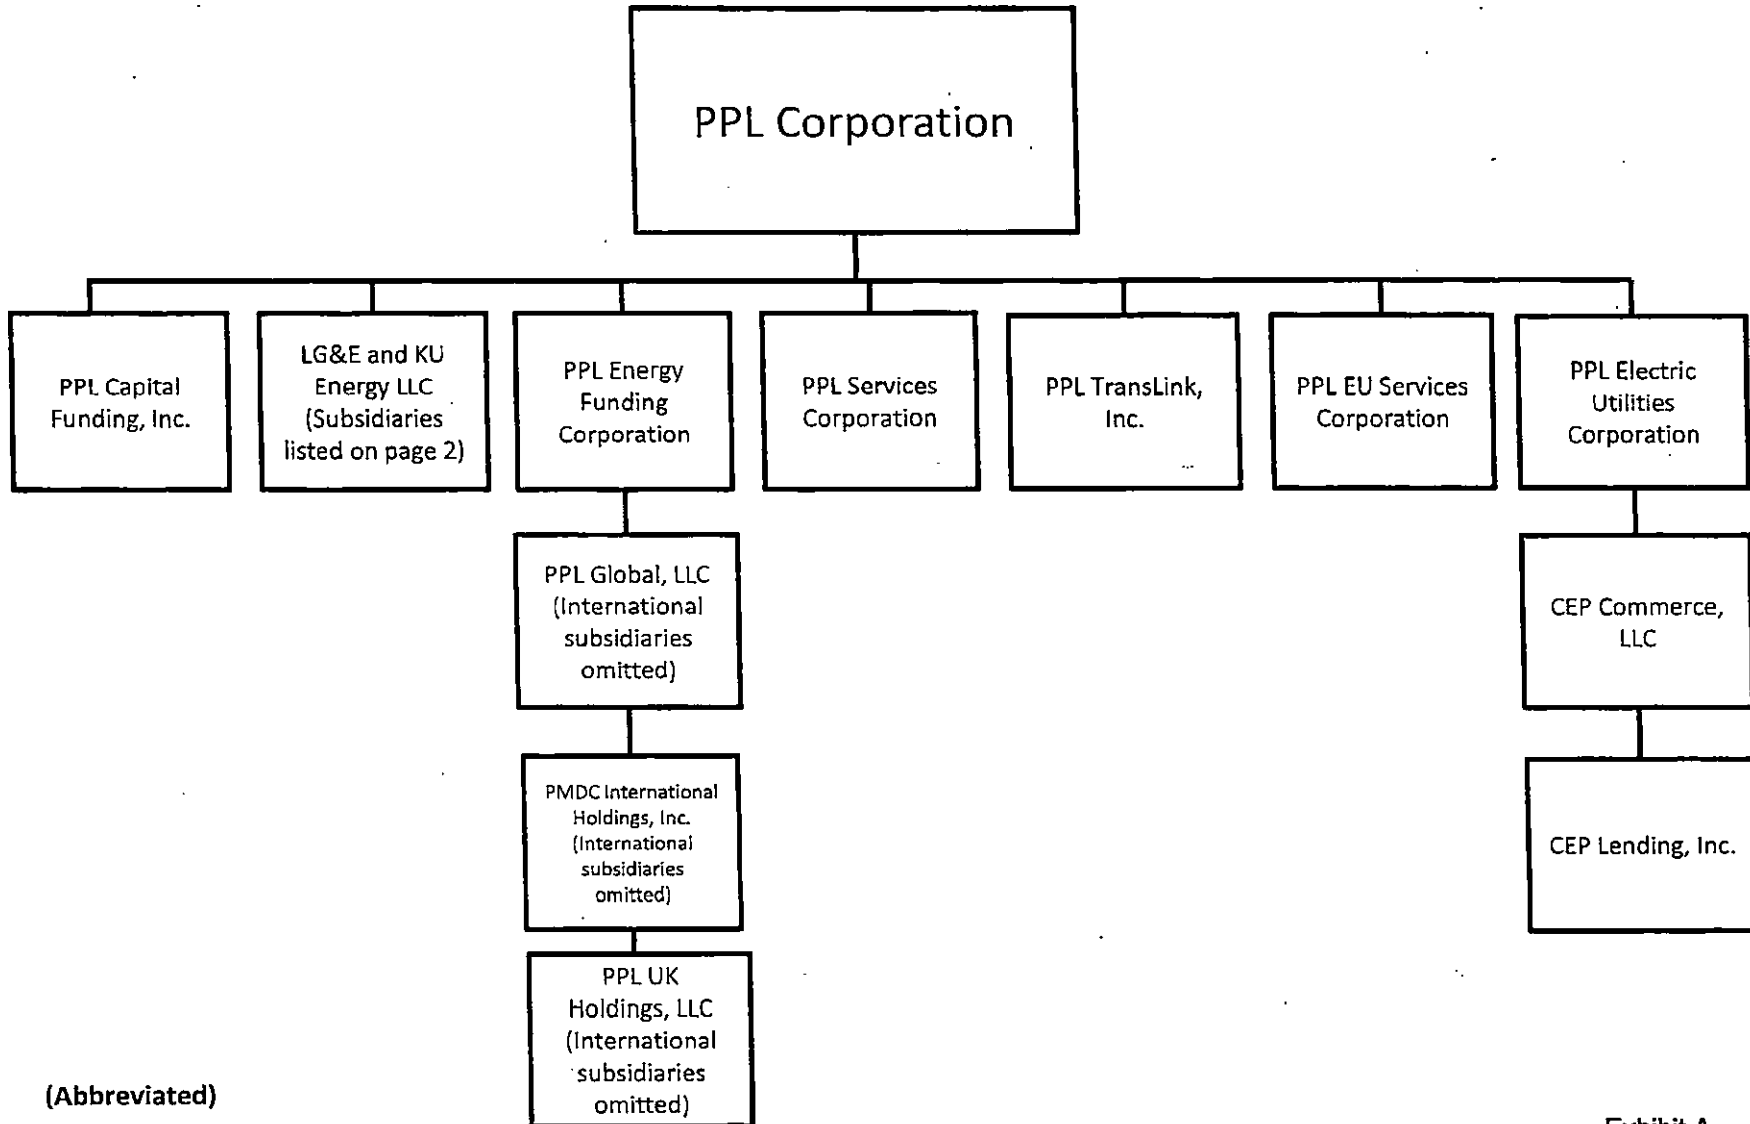 PPL Corporation
PPL Capital
Funding, Inc.
LG&E and KU
Energy LLC
(Subsidiaries
listed on page 2)
PPL Energy
Funding
Corporation
PPL Services
Corporation
PPL TransLink,
Inc.
PPL EU Services
Corporation
PPL Electric
Utilities
Corporation
PPL Global, LLC
(International
subsidiaries
omitted)
CEP Commerce,
LLC
PMDC International
Holdings, Inc.
(International
subsidiaries
omitted)
CEP Lending, Inc.
PPL UK
Holdings, LLC
(International
subsidiaries
omitted)
(Abbreviated)
Exhibit A